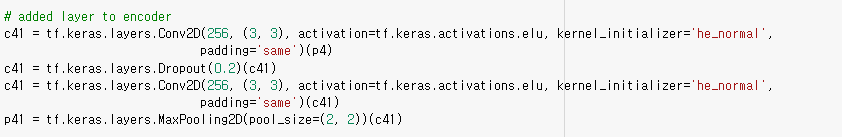 # added layer to encoder
c41 = tf.keras.layers.Conv2D(256, (3, 3), activation=tf.keras.activations.elu, kernel_initializer='he_normal',
padding='same')(p4)
c41 = tf.keras.layers.Dropout(0.2)(c41)
c41 = tf.keras.layers.Conv2D(256, (3, 3), activation=tf.keras.activations.elu, kernel_initializer='he_normal',
padding='same')(c41)
p41 = tf.keras.layers.MaxPooling2D(pool_size=(2, 2))(c41)